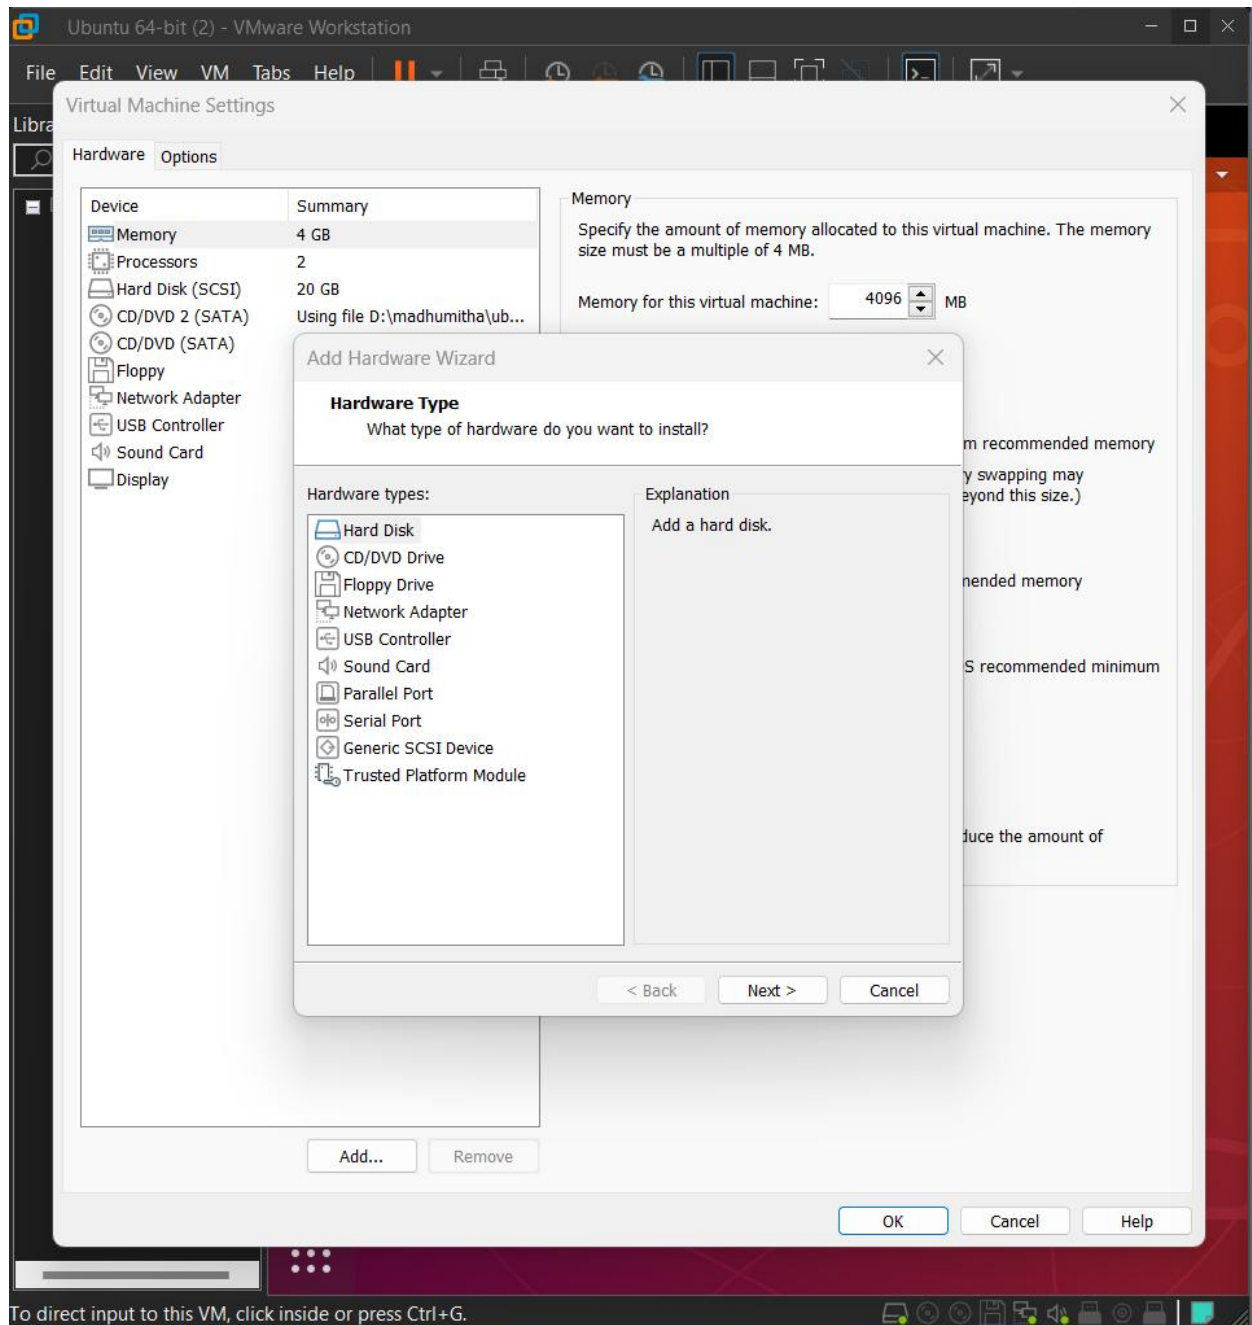 Ubuntu 64-bit (2) - VMware Workstation
File Edit View VM Tabs Help
Virtual Machine Settings
Libra
Hardware Options
Device Summary
Memory 4 GB
Processors 2
Hard Disk (SCSI) 20 GB
CD/DVD 2 (SATA) Using file D:\madhumitha\ub...
CD/DVD (SATA)
Floppy
Network Adapter
USB Controller
Sound Card
Display
Memory
Specify the amount of memory allocated to this virtual machine. The memory
size must be a multiple of 4 MB.
Memory for this virtual machine: 4096 MB
m recommended memory
y swapping may
eyond this size.)
mended memory
S recommended minimum
duce the amount of
Add Hardware Wizard
Hardware Type
What type of hardware do you want to install?
Hardware types:
Hard Disk
CD/DVD Drive
Floppy Drive
Network Adapter
USB Controller
Sound Card
Parallel Port
Serial Port
Generic SCSI Device
Trusted Platform Module
Explanation
Add a hard disk.
< Back Next > Cancel
Add... Remove
OK Cancel Help
To direct input to this VM, click inside or press Ctrl+G.